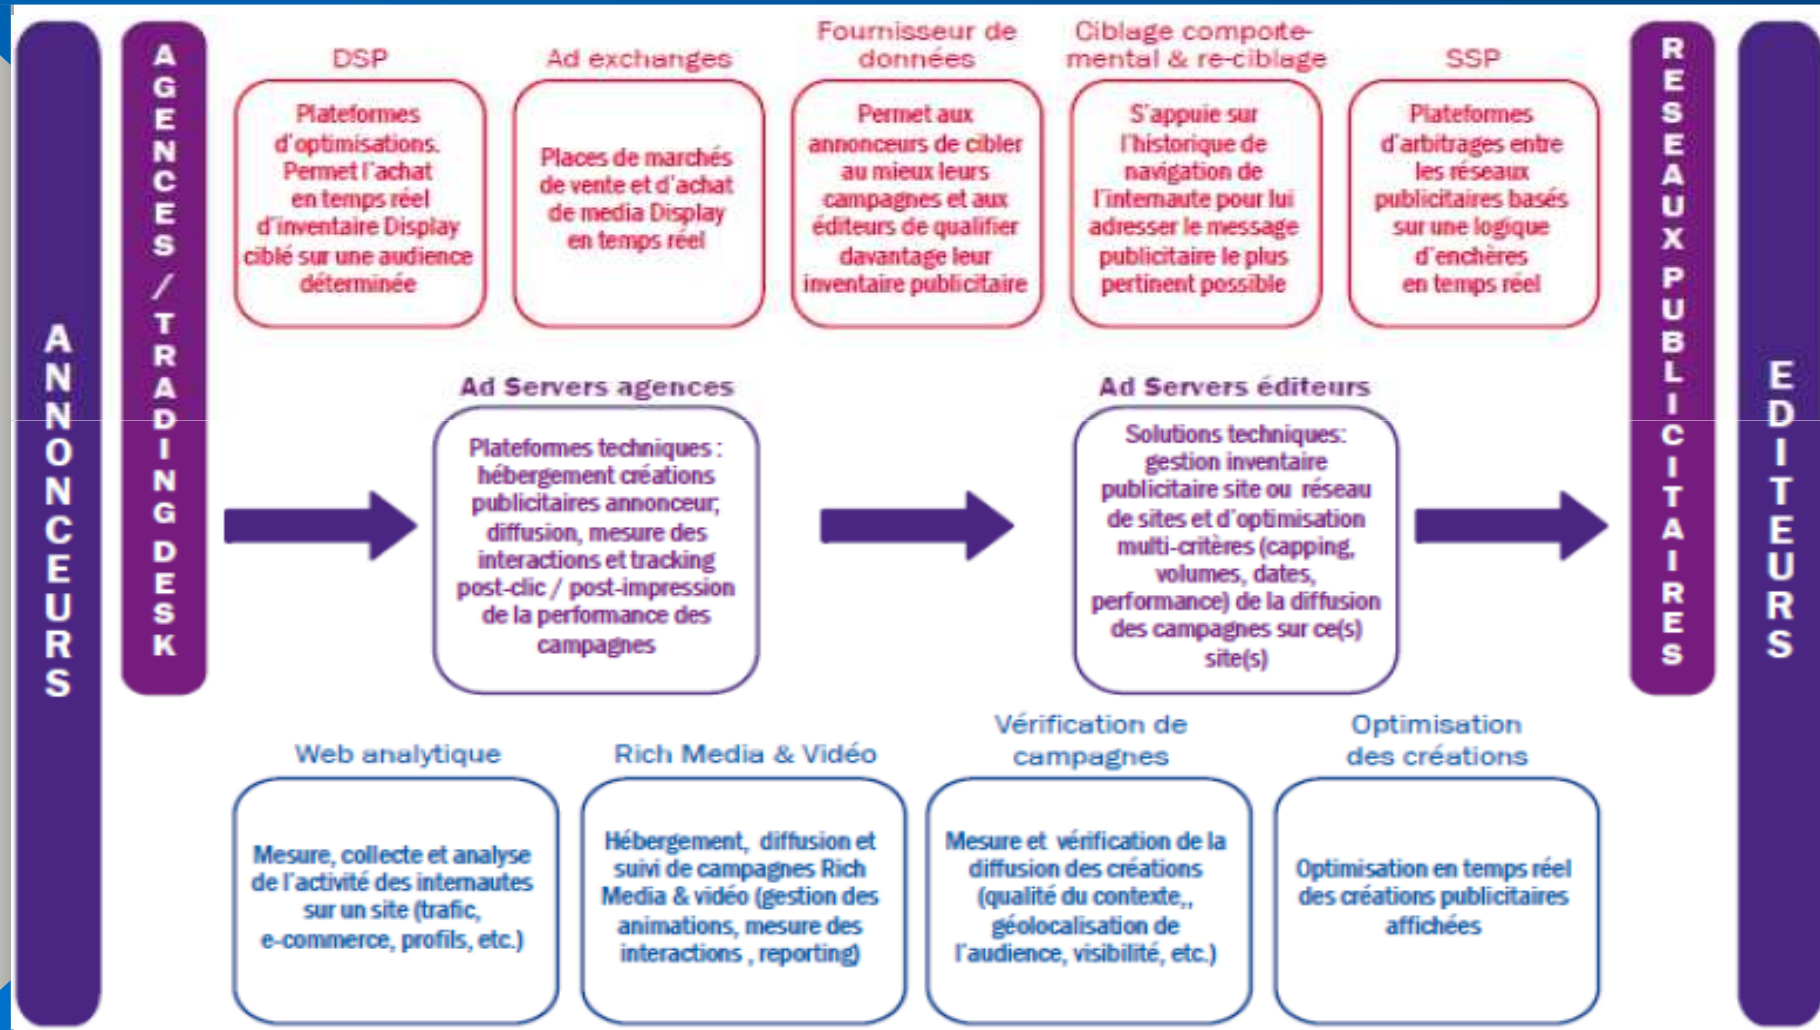 ANNONCEURS
AGENCES / TRADING DESK
DSP
Plateformes
d'optimisations.
Permet l'achat
en temps réel
d'inventaire Display
ciblé sur une audience
déterminée
Ad exchanges
Places de marchés
de vente et d'achat
de media Display
en temps réel
Fournisseur de
données
Permet aux
annonceurs de cibler
au mieux leurs
campagnes et aux
éditeurs de qualifier
davantage leur
inventaire publicitaire
Ciblage comporte-
mental & re-ciblage
S'appuie sur
l'historique de
navigation de
l'internaute pour lui
adresser le message
publicitaire le plus
pertinent possible
SSP
Plateformes
d'arbitrages entre
les réseaux
publicitaires basés
sur une logique
d'enchères
en temps réel
Ad Servers agences
Plateformes techniques :
hébergement créations
publicitaires annonceur,
diffusion, mesure des
interactions et tracking
post-clic / post-impression
de la performance des
campagnes
Ad Servers éditeurs
Solutions techniques:
gestion inventaire
publicitaire site ou réseau
de sites et d'optimisation
multi-critères (capping,
volumes, dates,
performance) de la diffusion
des campagnes sur ce(s)
site(s)
Web analytique
Mesure, collecte et analyse
de l'activité des internautes
sur un site (trafic,
e-commerce, profils, etc.)
Rich Media & Vidéo
Hébergement, diffusion et
suivi de campagnes Rich
Media & vidéo (gestion des
animations, mesure des
interactions , reporting)
Vérification de
campagnes
Mesure et vérification de la
diffusion des créations
(qualité du contexte,,
géolocalisation de
l'audience, visibilité, etc.)
Optimisation
des créations
Optimisation en temps réel
des créations publicitaires
affichées
RESEAUX PUBLICITAIRES
EDITEURS